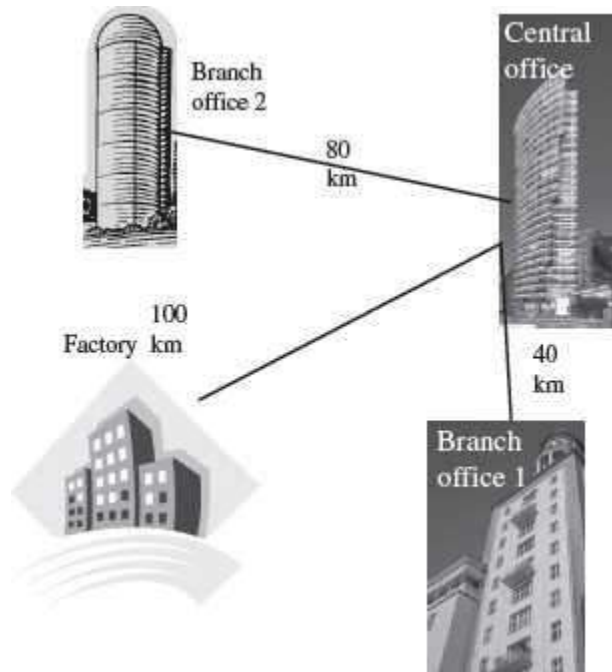 Central
office
Branch
office 2
80
km
100
Factory km
40
km
Branch
office 1